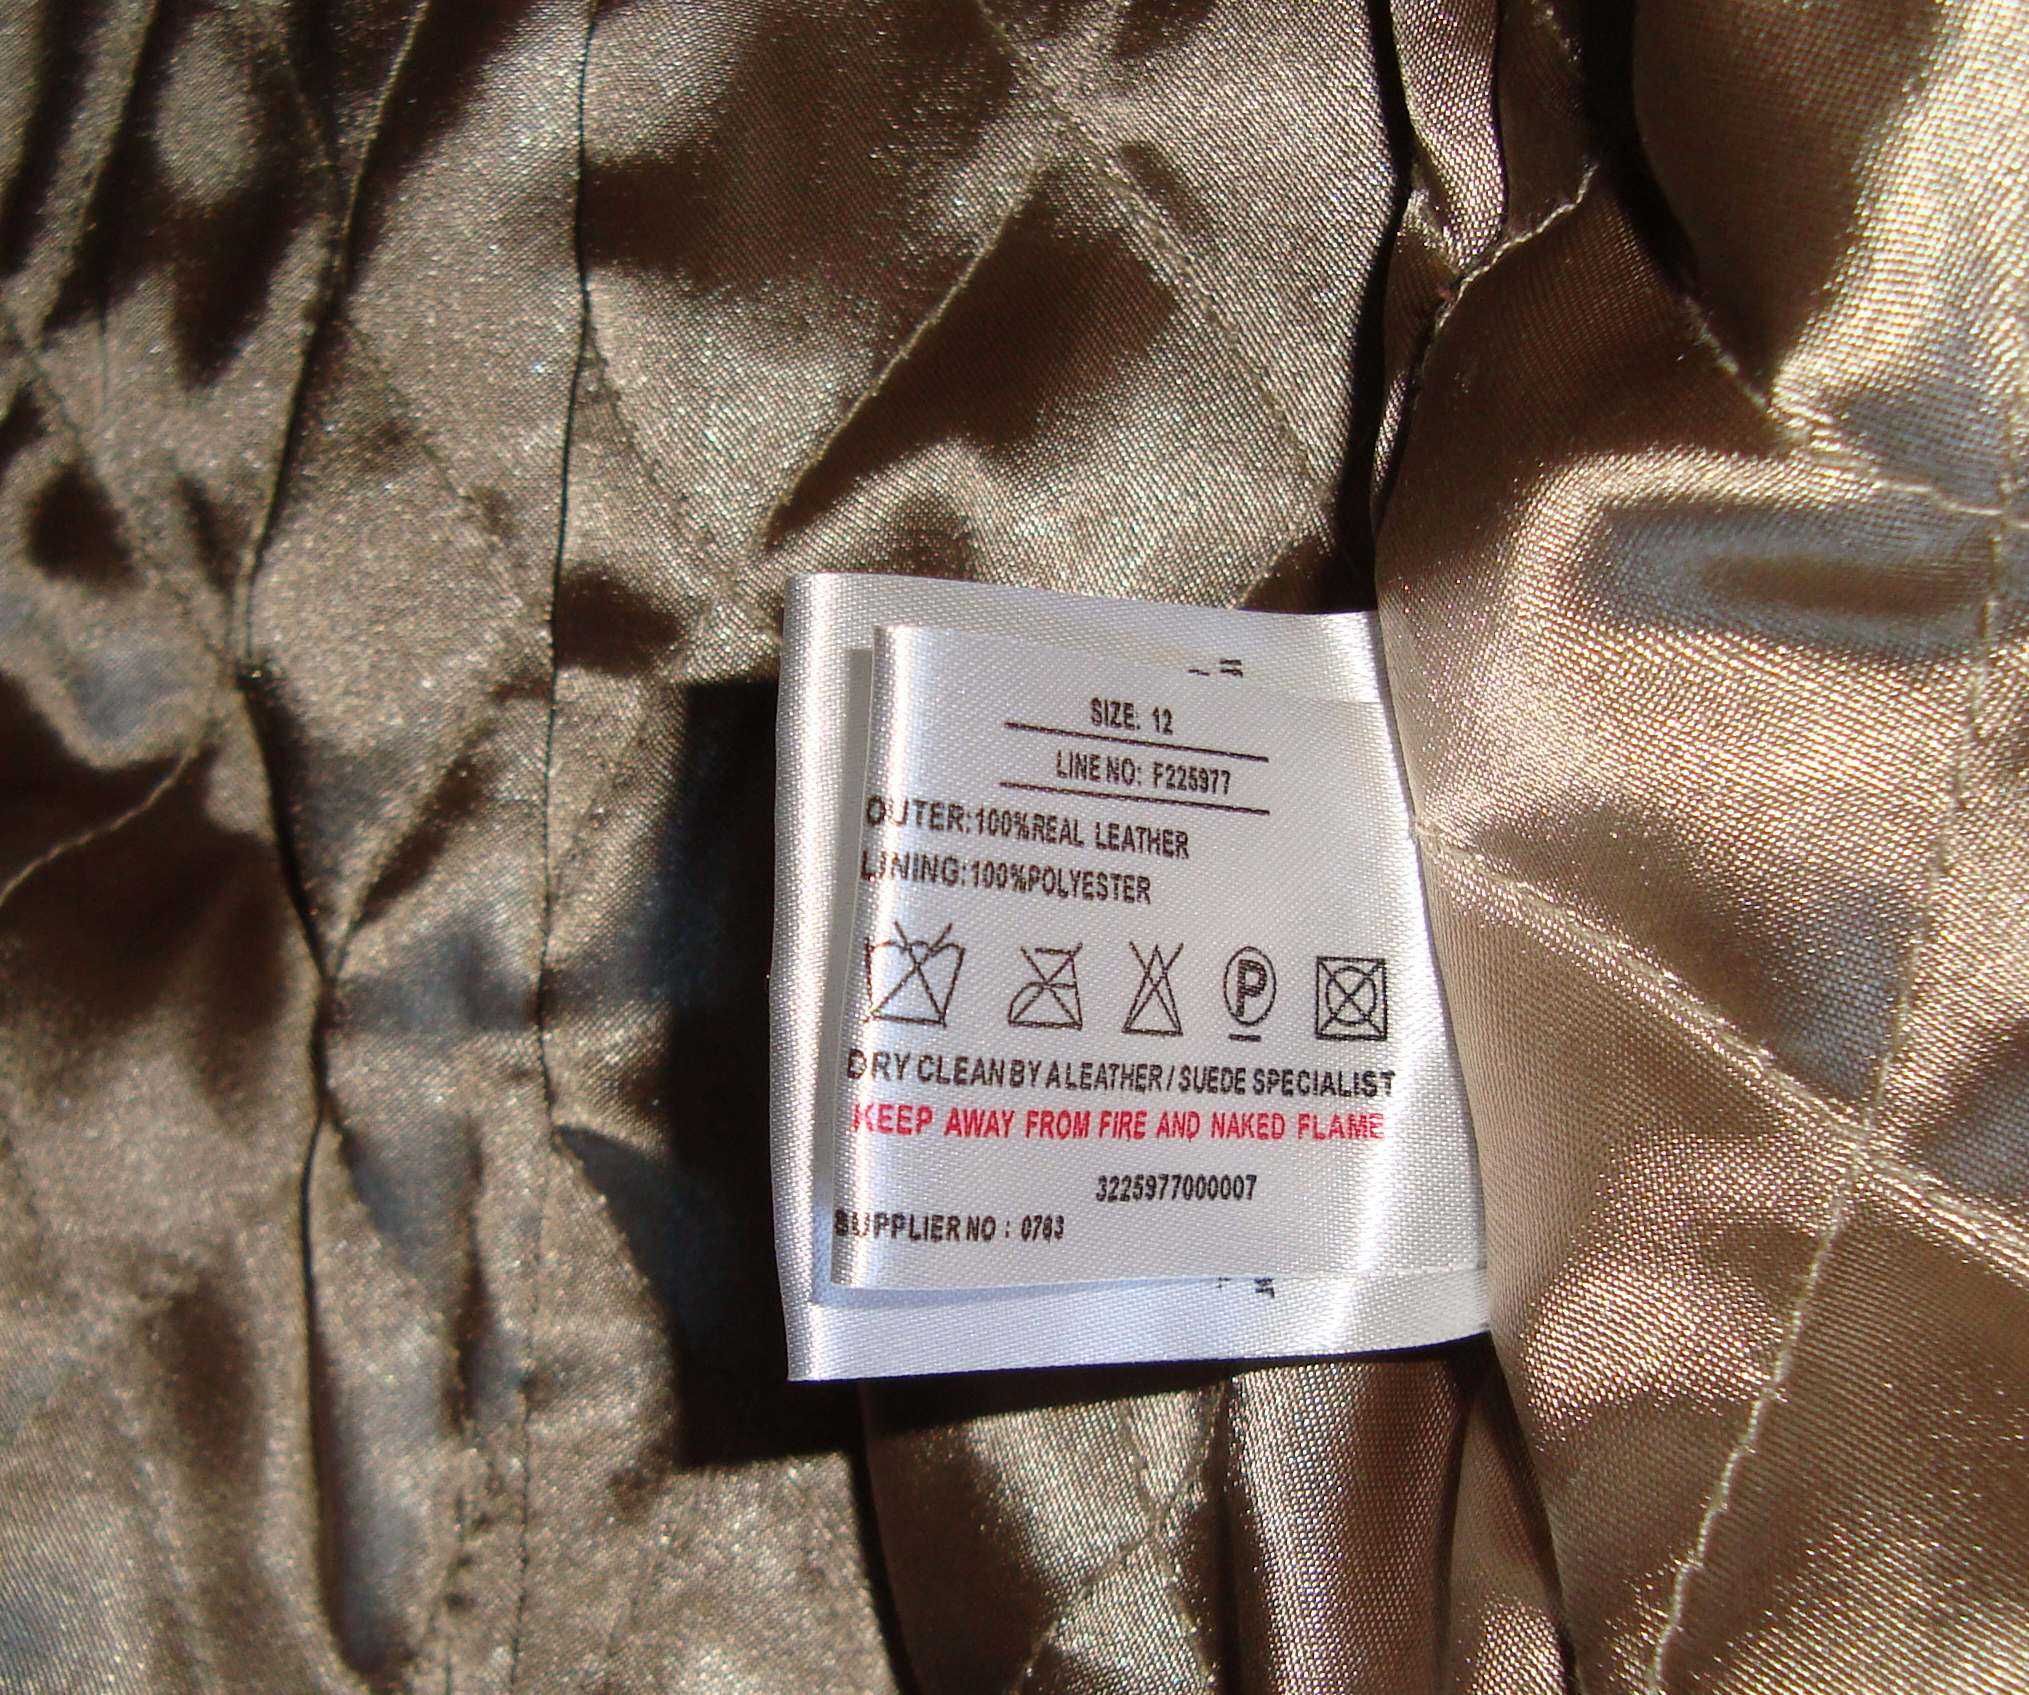 SIZE: 12
LINE NO: F225977
OUTER:100%REAL LEATHER
LINING:100%POLYESTER
P
DRY CLEAN BY A LEATHER / SUEDE SPECIALIST
KEEP AWAY FROM FIRE AND NAKED FLAME
3225977000007
SUPPLIER NO : 0783